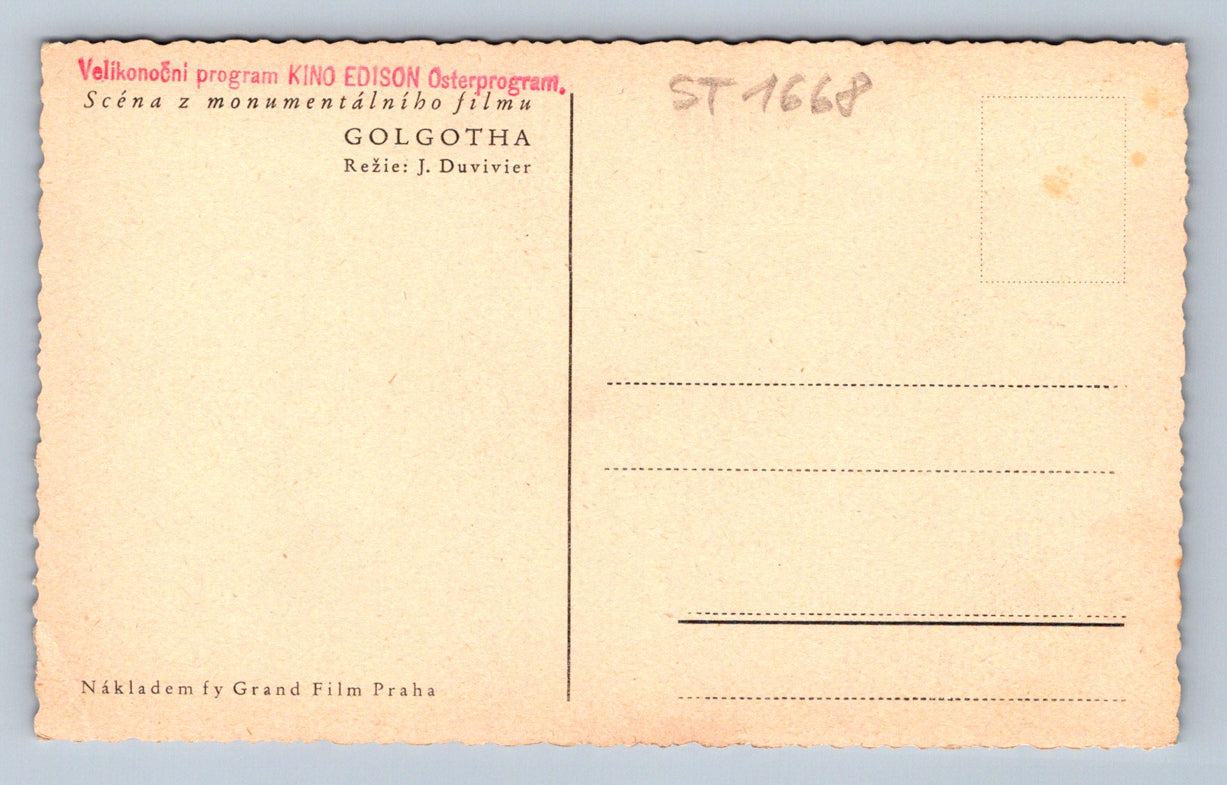 Velikonoční program KINO EDISON Osterprogram.
Scéna z monumentálního filmu
GOLGOTHA
Režie: J. Duvivier
ST 1668
Nákladem fy Grand Film Praha